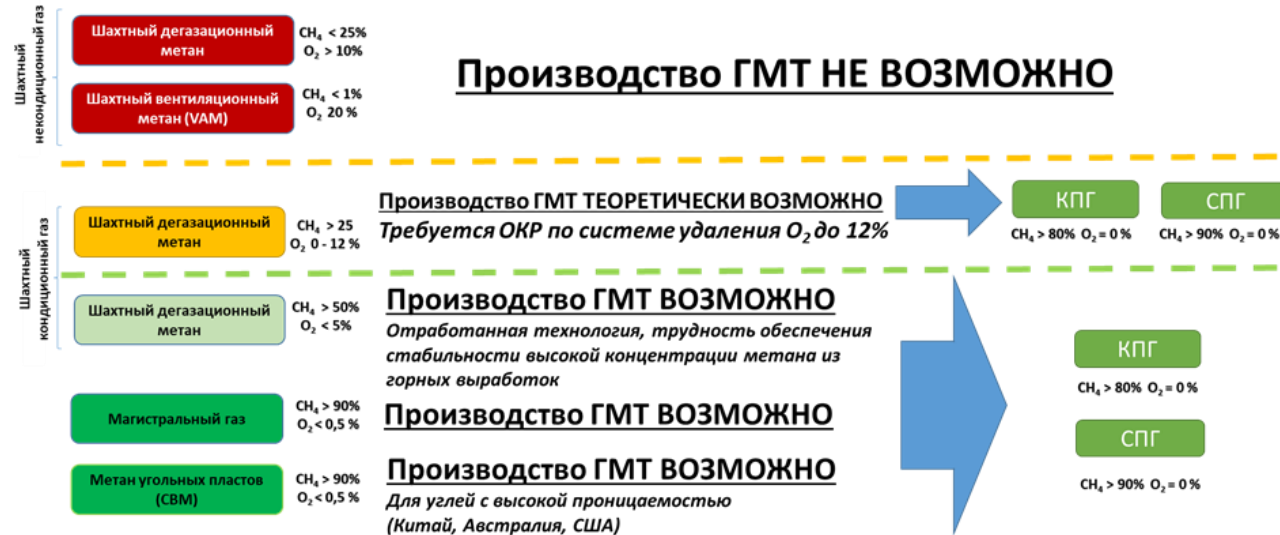 Шахтный
некондиционный газ
Шахтный дегазационный
метан
CH₄ < 25%
O₂ > 10%
Шахтный вентиляционный
метан (VAM)
CH₄ < 1%
O₂ 20 %
Производство ГМТ НЕ ВОЗМОЖНО
Шахтный
кондиционный газ
Шахтный дегазационный
метан
CH₄ > 25
O₂ 0 - 12 %
Производство ГМТ ТЕОРЕТИЧЕСКИ ВОЗМОЖНО
Требуется ОКР по системе удаления O₂ до 12%
КПГ
CH₄ > 80% O₂ = 0 %
СПГ
CH₄ > 90% O₂ = 0 %
Шахтный дегазационный
метан
CH₄ > 50%
O₂ < 5%
Производство ГМТ ВОЗМОЖНО
Отработанная технология, трудность обеспечения
стабильности высокой концентрации метана из
горных выработок
Магистральный газ
CH₄ > 90%
O₂ < 0,5 %
Производство ГМТ ВОЗМОЖНО
Метан угольных пластов
(CBM)
CH₄ > 90%
O₂ < 0,5 %
Производство ГМТ ВОЗМОЖНО
Для углей с высокой проницаемостью
(Китай, Австралия, США)
КПГ
CH₄ > 80% O₂ = 0 %
СПГ
CH₄ > 90% O₂ = 0 %